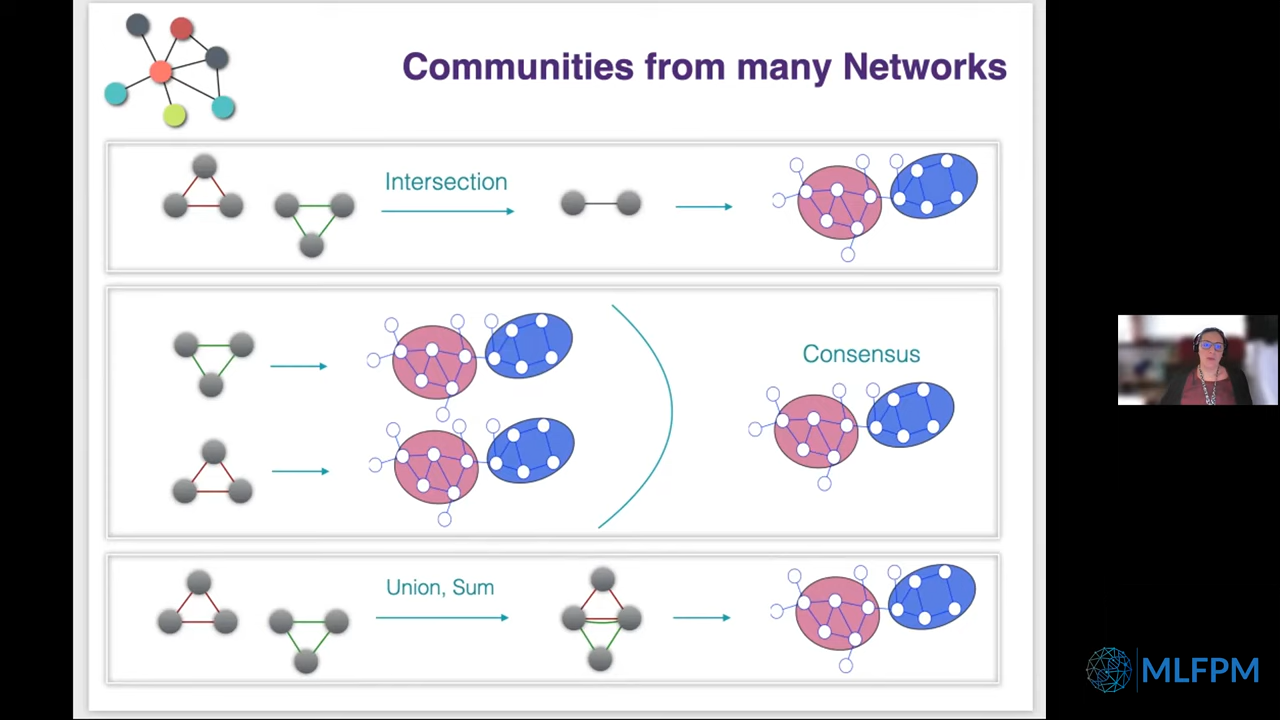 Communities from many Networks
Intersection
Consensus
Union, Sum
MLFPM